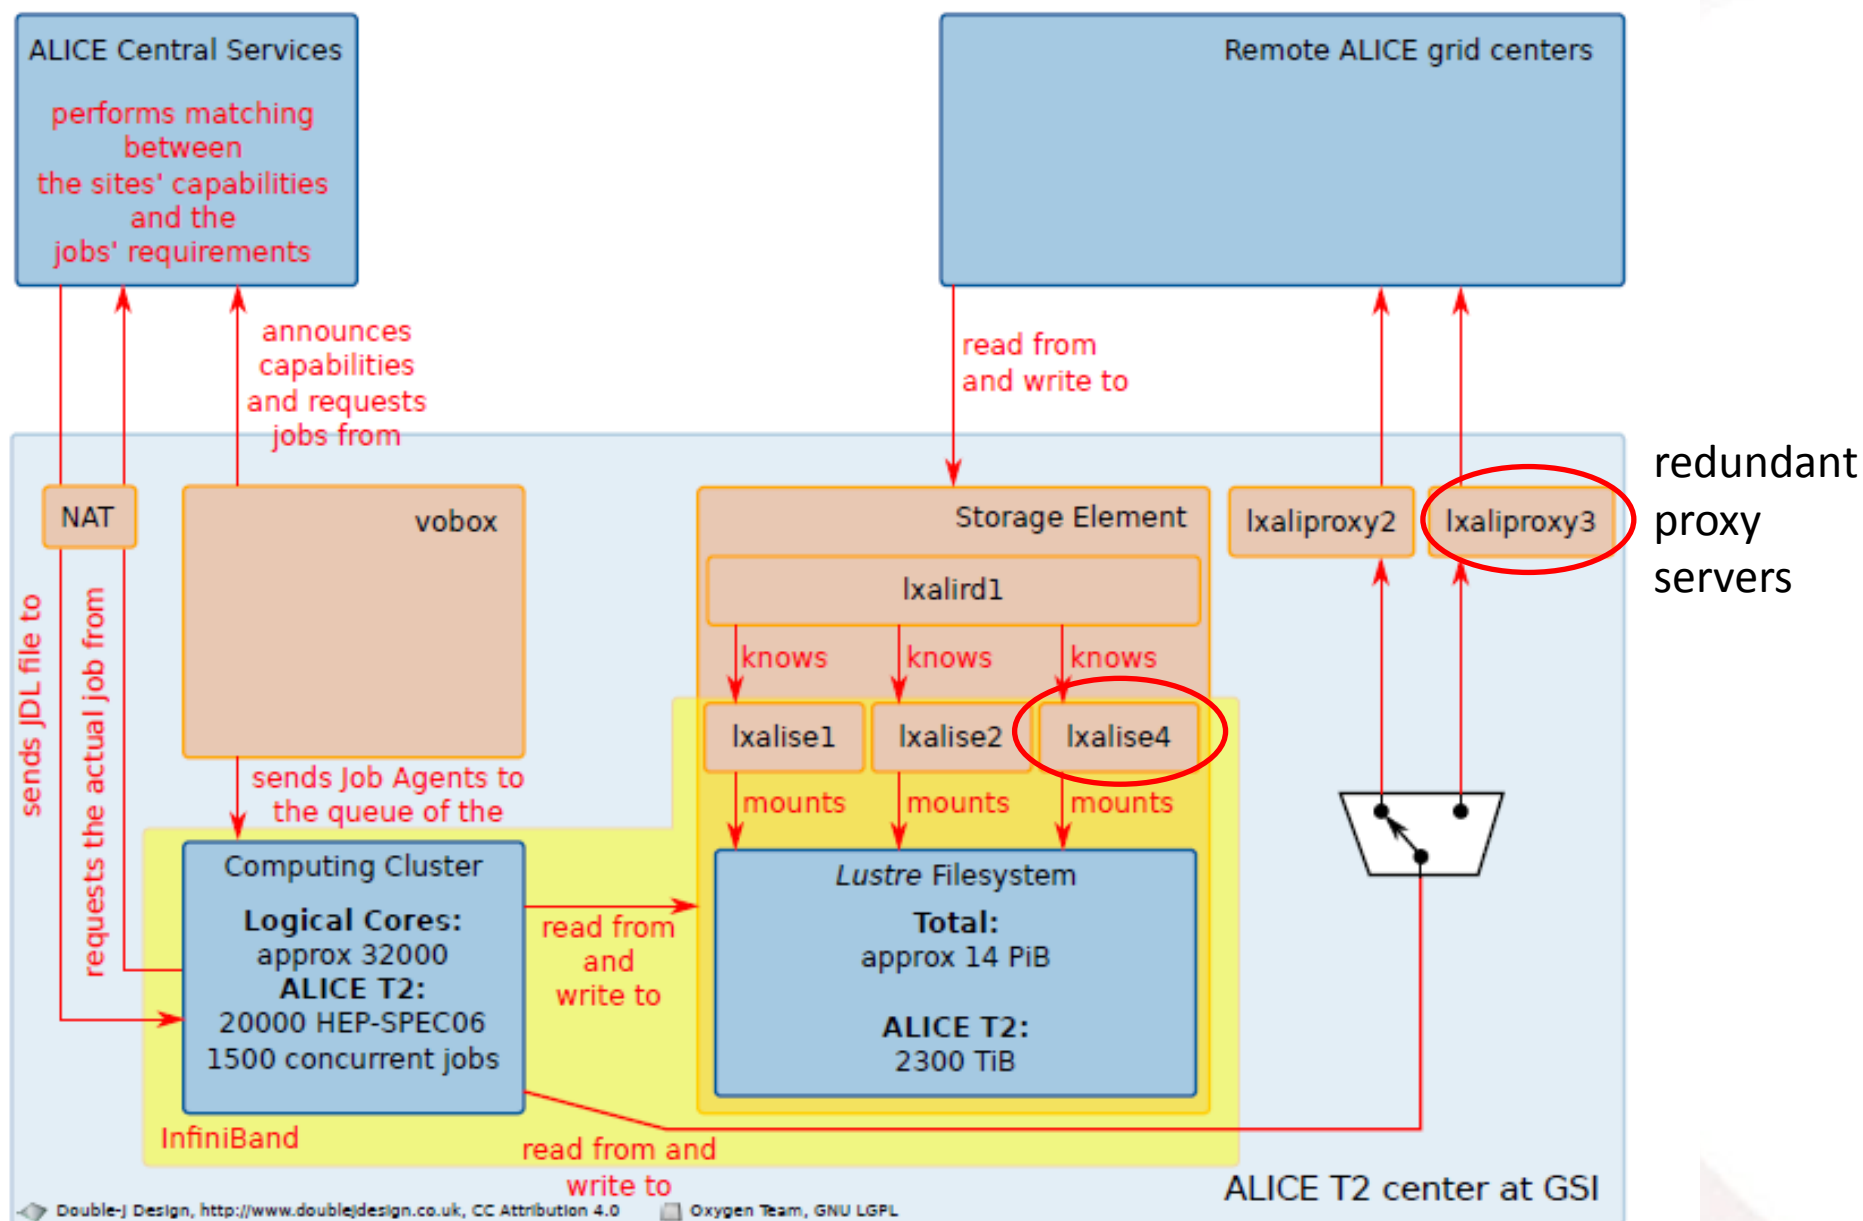 ALICE Central Services
performs matching
between
the sites' capabilities
and the
jobs' requirements
Remote ALICE grid centers
announces
capabilities
and requests
jobs from
read from
and write to
redundant
proxy
servers
NAT
vobox
Storage Element
lxaliproxy2
lxaliproxy3
lxalird1
knows
knows
knows
sends JDL file to
requests the actual job from
lxalise1
lxalise2
lxalise4
sends Job Agents to
the queue of the
mounts
mounts
mounts
Computing Cluster
Logical Cores:
approx 32000
ALICE T2:
20000 HEP-SPEC06
1500 concurrent jobs
read from
and
write to
Lustre Filesystem
Total:
approx 14 PiB
ALICE T2:
2300 TiB
InfiniBand
read from and
write to
ALICE T2 center at GSI
Double-J Design, http://www.doublejdesign.co.uk, CC Attribution 4.0
Oxygen Team, GNU LGPL